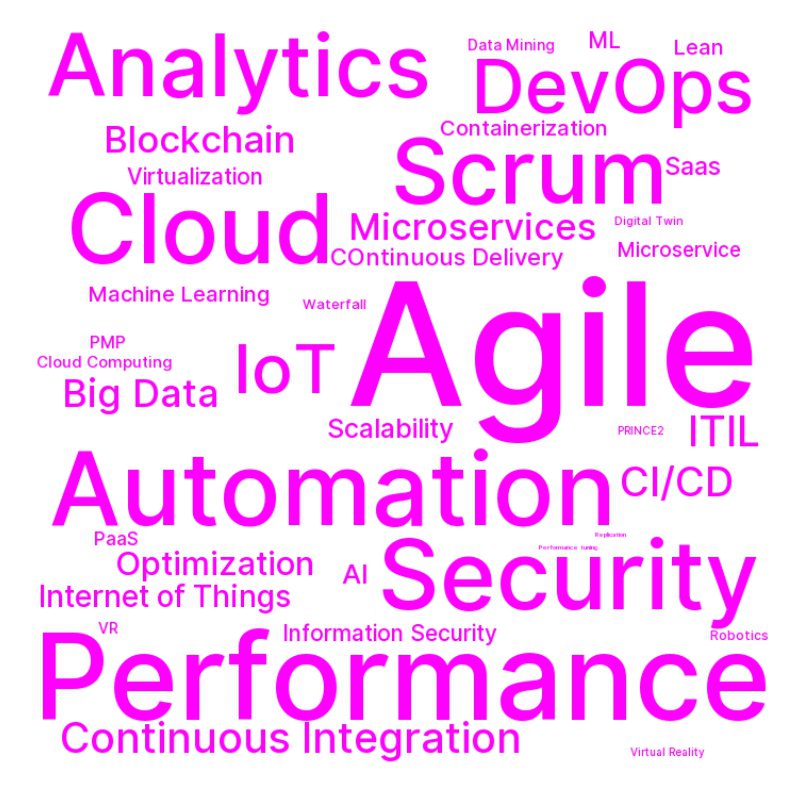 Analytics
Data Mining
ML
Lean
DevOps
Blockchain
Containerization
Virtualization
Scrum
Saas
Cloud
Microservices
Digital Twin
COntinuous Delivery
Microservice
Machine Learning
Waterfall
Agile
PMP
Cloud Computing
IoT
Big Data
Scalability
PRINCE2
ITIL
Automation
CI/CD
PaaS
Replication
Performance tuning
Optimization
AI
Security
Internet of Things
VR
Information Security
Robotics
Performance
Continuous Integration
Virtual Reality